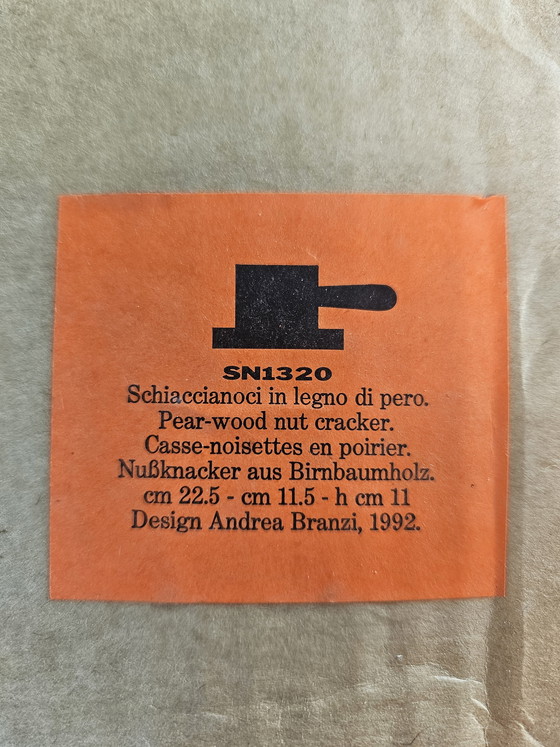 SN1320
Schiaccianoci in legno di pero.
Pear-wood nut cracker.
Casse-noisettes en poirier.
Nußknacker aus Birnbaumholz.
cm 22.5 - cm 11.5 - h cm 11
Design Andrea Branzi, 1992.